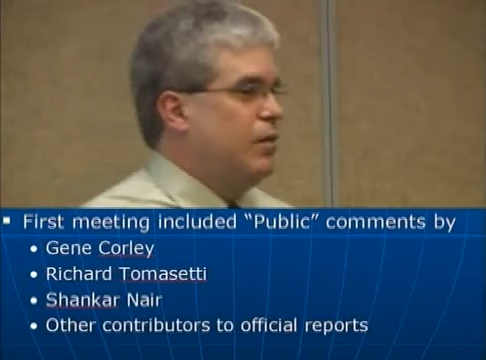 First meeting included “Public” comments by
Gene Corley
Richard Tomasetti
Shankar Nair
Other contributors to official reports